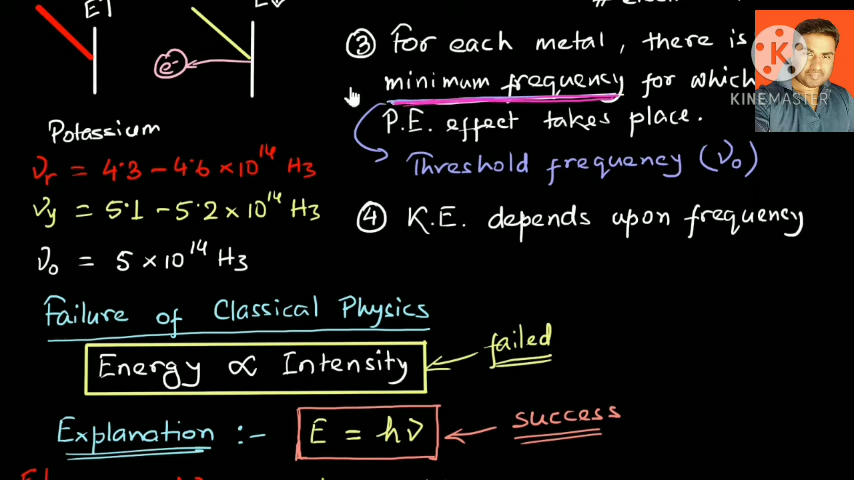 ③ For each metal, there is
minimum frequency for which
P.E. effect takes place.
Threshold frequency (ν₀)
④ K.E. depends upon frequency
e-
Potassium
νr = 4.3 – 4.6 × 10¹⁴ Hz
νy = 5.1 – 5.2 × 10¹⁴ Hz
ν₀ = 5 × 10¹⁴ Hz
Failure of Classical Physics
Energy ∝ Intensity
failed
Explanation :-
E = hν
success
K
KINEMASTER